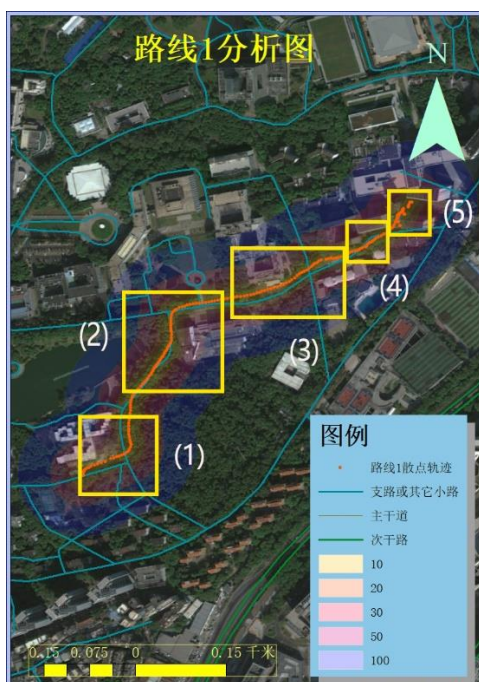 路线1分析图
N
(5)
(4)
(2)
(3)
(1)
图例
路线1散点轨迹
支路或其它小路
主干道
次干路
10
20
30
50
100
0.15 0.075 0 0.15 千米